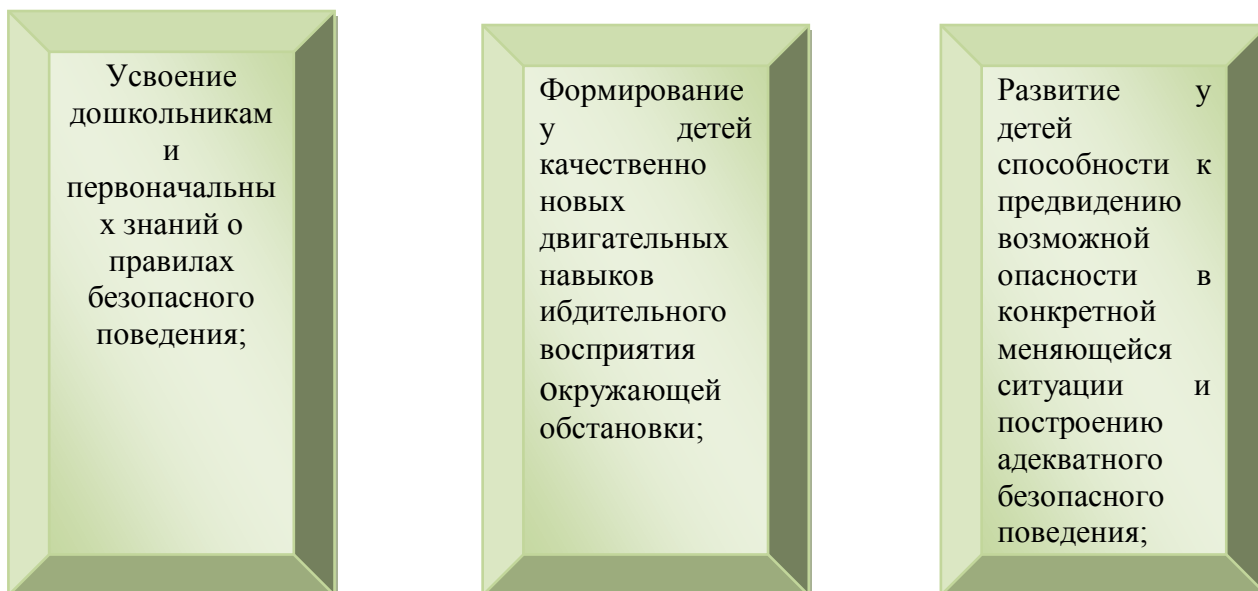 Усвоение
дошкольникам
и
первоначальны
х знаний о
правилах
безопасного
поведения;
Формирование
у детей
качественно
новых
двигательных
навыков
ибдительного
восприятия
окружающей
обстановки;
Развитие у
детей
способности к
предвидению
возможной
опасности в
конкретной
меняющейся
ситуации и
построению
адекватного
безопасного
поведения;